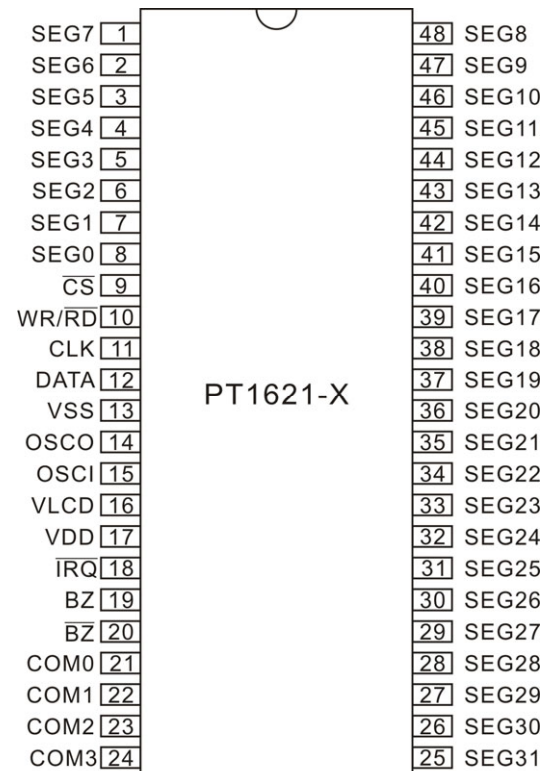 SEG7 1 48 SEG8
SEG6 2 47 SEG9
SEG5 3 46 SEG10
SEG4 4 45 SEG11
SEG3 5 44 SEG12
SEG2 6 43 SEG13
SEG1 7 42 SEG14
SEG0 8 41 SEG15
C̅S̅ 9 40 SEG16
WR/R̅D̅ 10 39 SEG17
CLK 11 38 SEG18
DATA 12 37 SEG19
PT1621-X
VSS 13 36 SEG20
OSCO 14 35 SEG21
OSCI 15 34 SEG22
VLCD 16 33 SEG23
VDD 17 32 SEG24
I̅R̅Q̅ 18 31 SEG25
BZ 19 30 SEG26
B̅Z̅ 20 29 SEG27
COM0 21 28 SEG28
COM1 22 27 SEG29
COM2 23 26 SEG30
COM3 24 25 SEG31